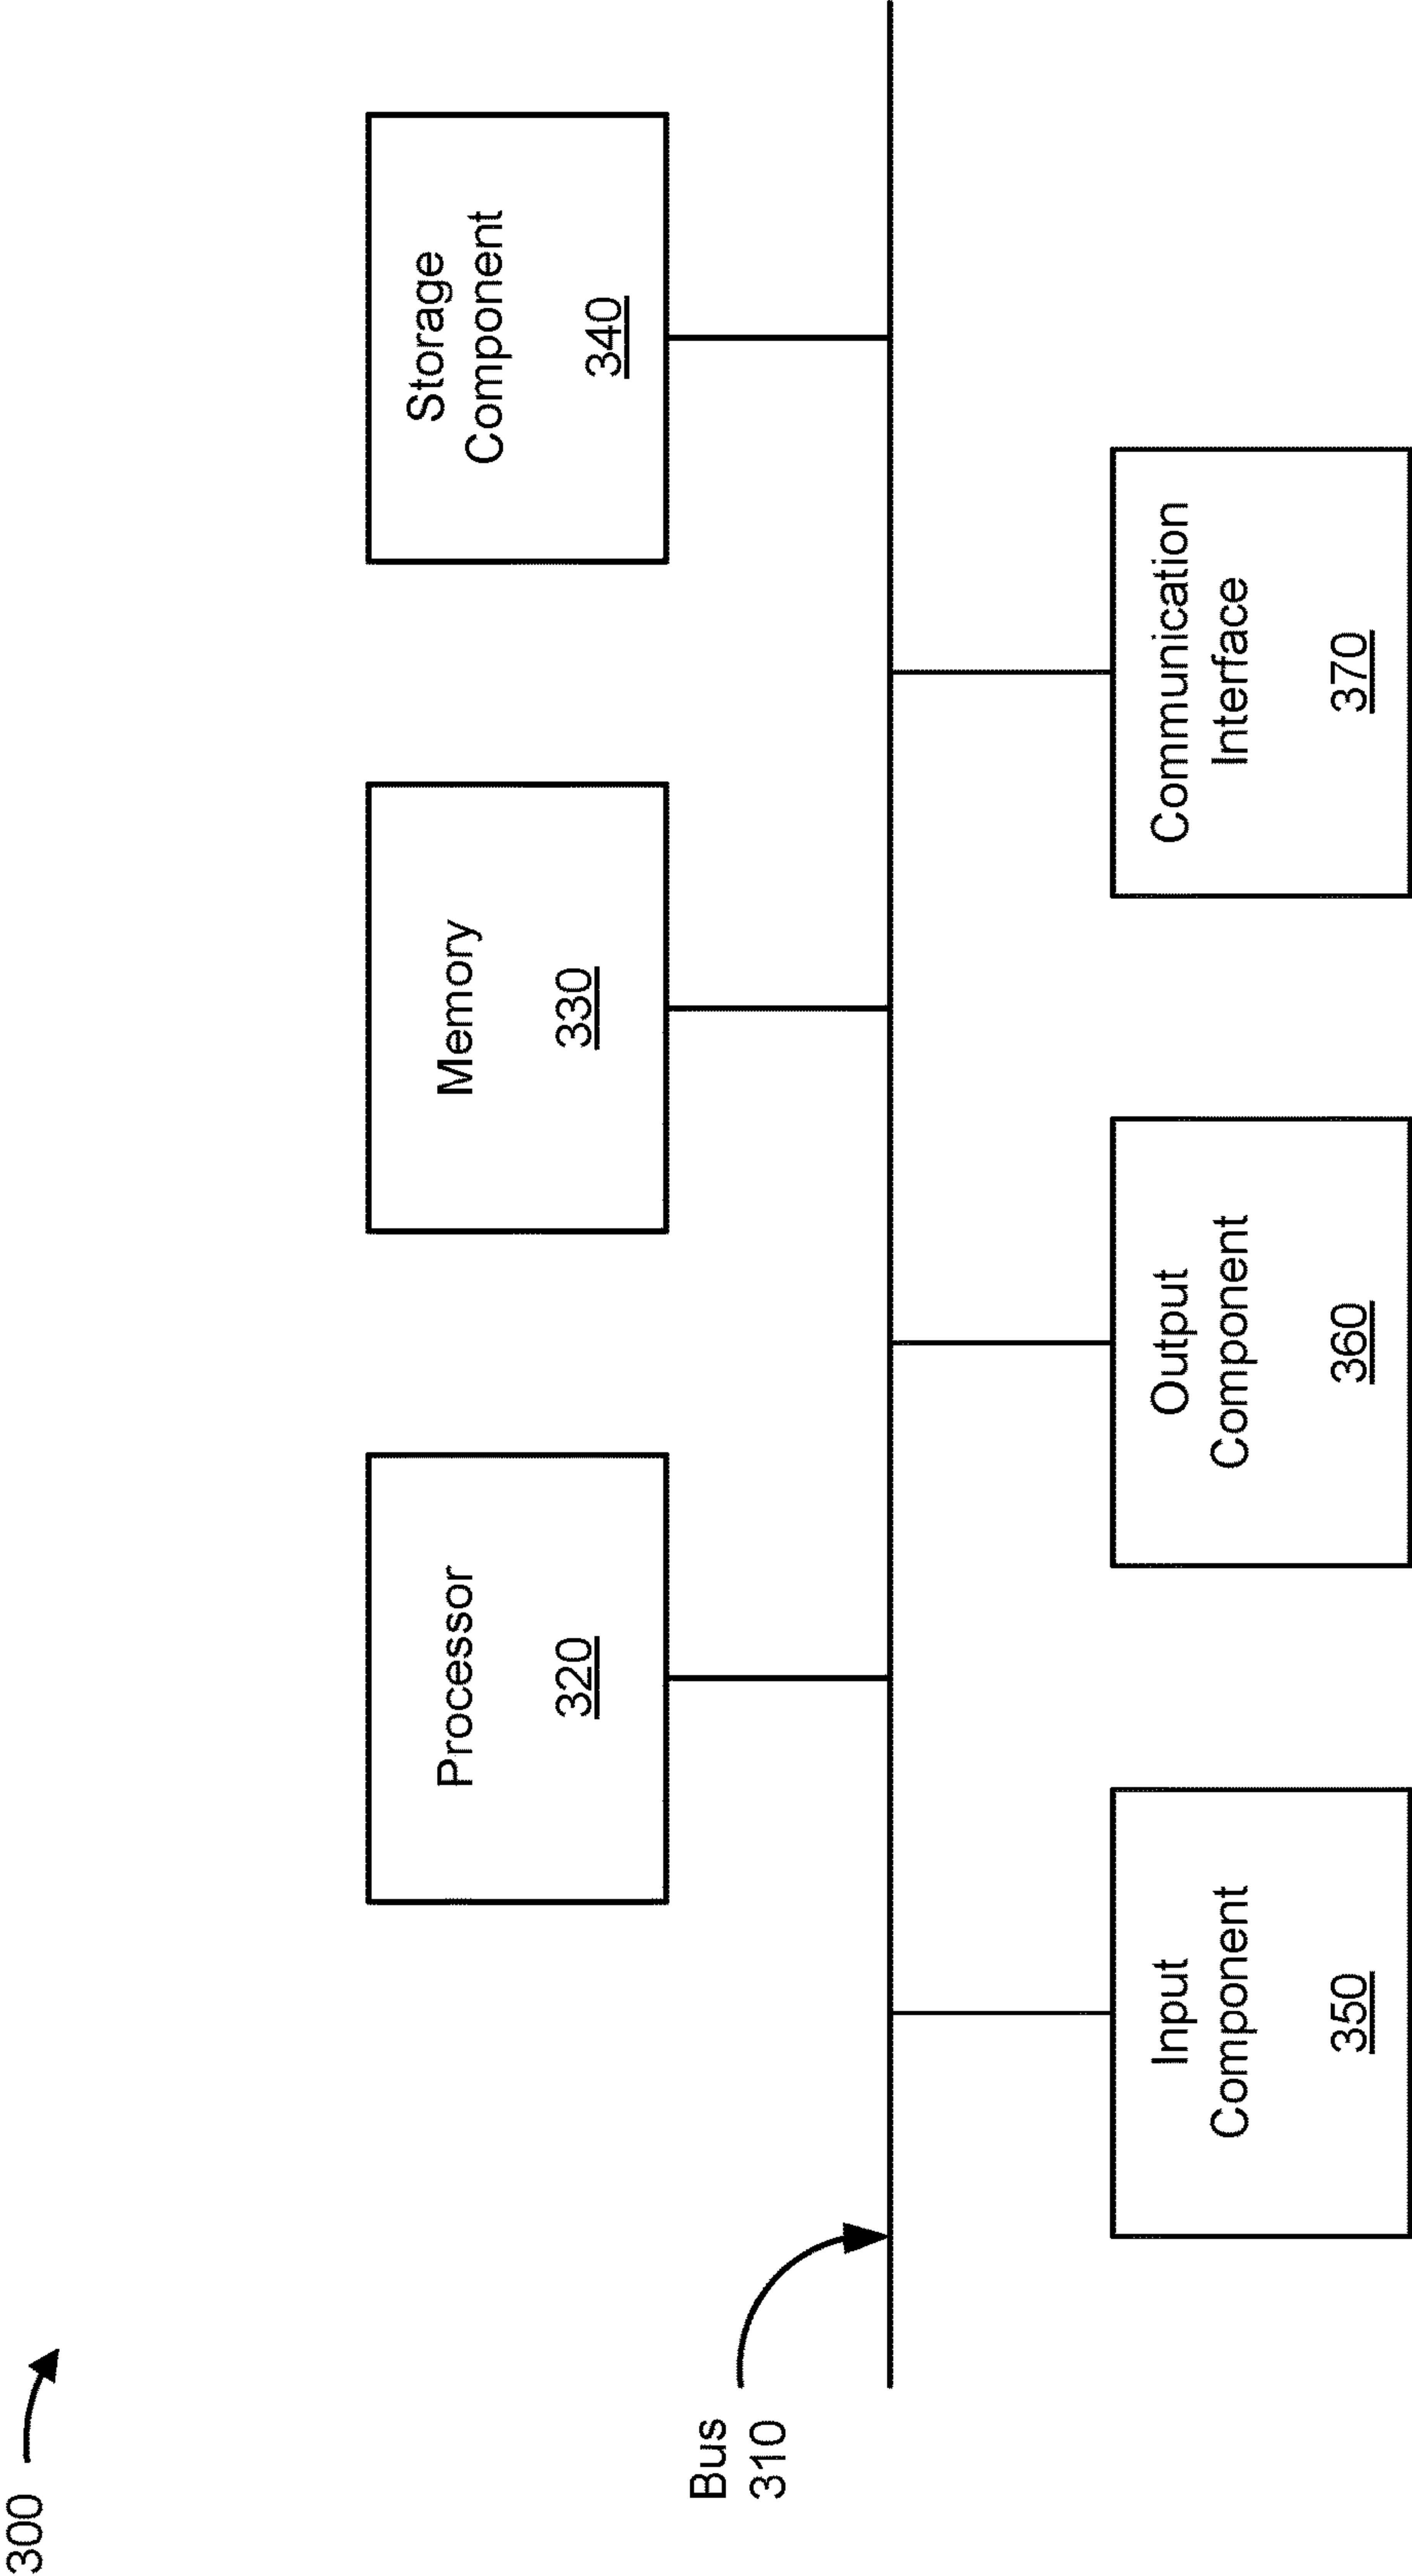 300
Bus
310
Processor
320
Memory
330
Storage
Component
340
Input
Component
350
Output
Component
360
Communication
Interface
370